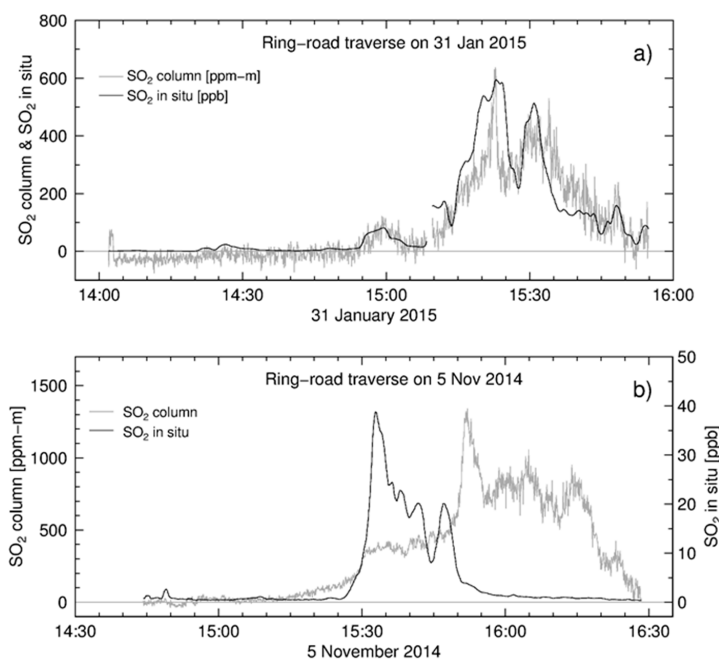 800
600
400
200
0
SO2 column & SO2 in situ
Ring-road traverse on 31 Jan 2015
a)
SO2 column [ppm-m]
SO2 in situ [ppb]
14:00 14:30 15:00 15:30 16:00
31 January 2015
1500
1000
500
0
SO2 column [ppm-m]
Ring-road traverse on 5 Nov 2014
b)
SO2 column
SO2 in situ
50
40
30
20
10
0
SO2 in situ [ppb]
14:30 15:00 15:30 16:00 16:30
5 November 2014